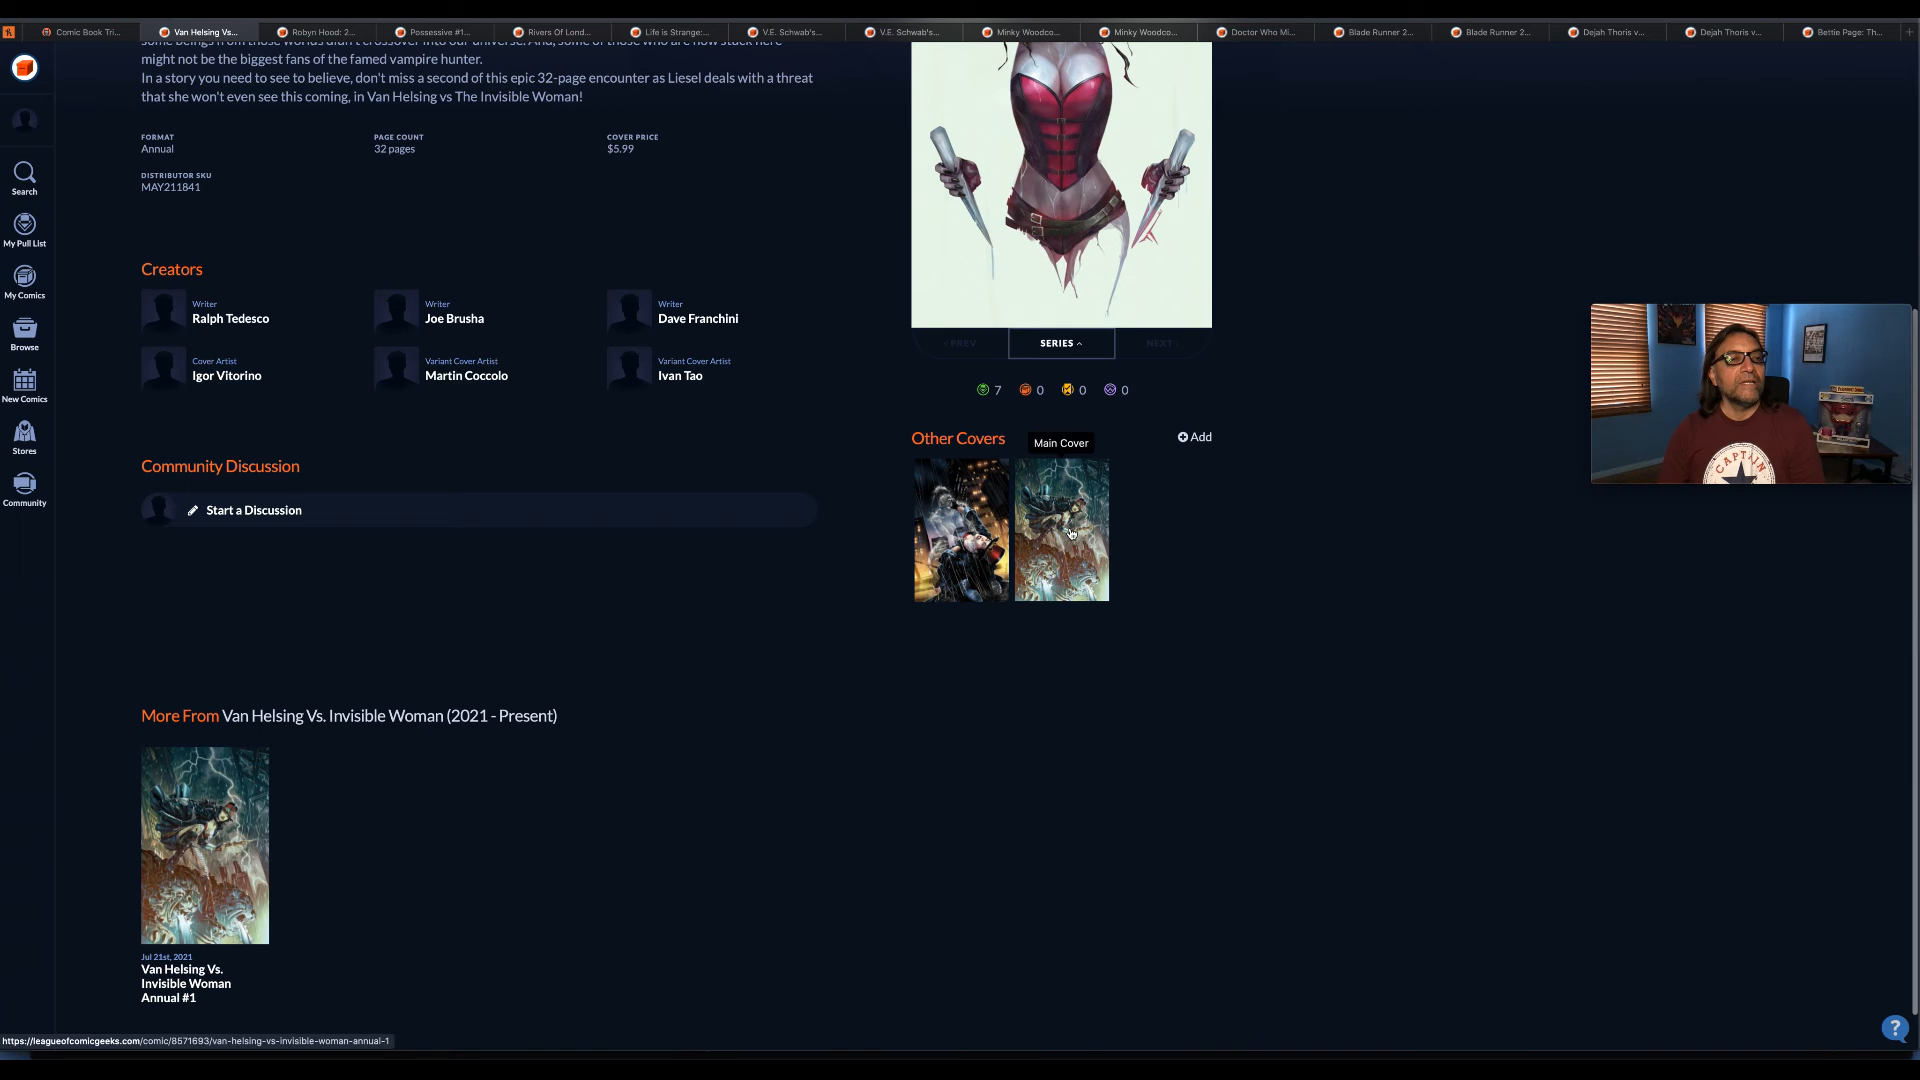 Comic Book Tri...
Van Helsing Vs...
Robyn Hood: 2...
Possessive #1...
Rivers Of Lond...
Life is Strange:...
V.E. Schwab's...
V.E. Schwab's...
Minky Woodco...
Minky Woodco...
Doctor Who Mi...
Blade Runner 2...
Blade Runner 2...
Dejah Thoris v...
Dejah Thoris v...
Bettie Page: Th...
might not be the biggest fans of the famed vampire hunter.
In a story you need to see to believe, don't miss a second of this epic 32-page encounter as Liesel deals with a threat
that she won't even see this coming, in Van Helsing vs The Invisible Woman!
FORMAT
Annual
PAGE COUNT
32 pages
COVER PRICE
$5.99
DISTRIBUTOR SKU
MAY211841
Search
My Pull List
My Comics
Browse
New Comics
Stores
Community
Creators
Writer
Ralph Tedesco
Writer
Joe Brusha
Writer
Dave Franchini
Cover Artist
Igor Vitorino
Variant Cover Artist
Martin Coccolo
Variant Cover Artist
Ivan Tao
Community Discussion
Start a Discussion
‹ PREV
SERIES
NEXT ›
7 0 0 0
Other Covers
Main Cover
Add
CAPTAIN
More From Van Helsing Vs. Invisible Woman (2021 - Present)
Jul 21st, 2021
Van Helsing Vs.
Invisible Woman
Annual #1
https://leagueofcomicgeeks.com/comic/8571693/van-helsing-vs-invisible-woman-annual-1
?